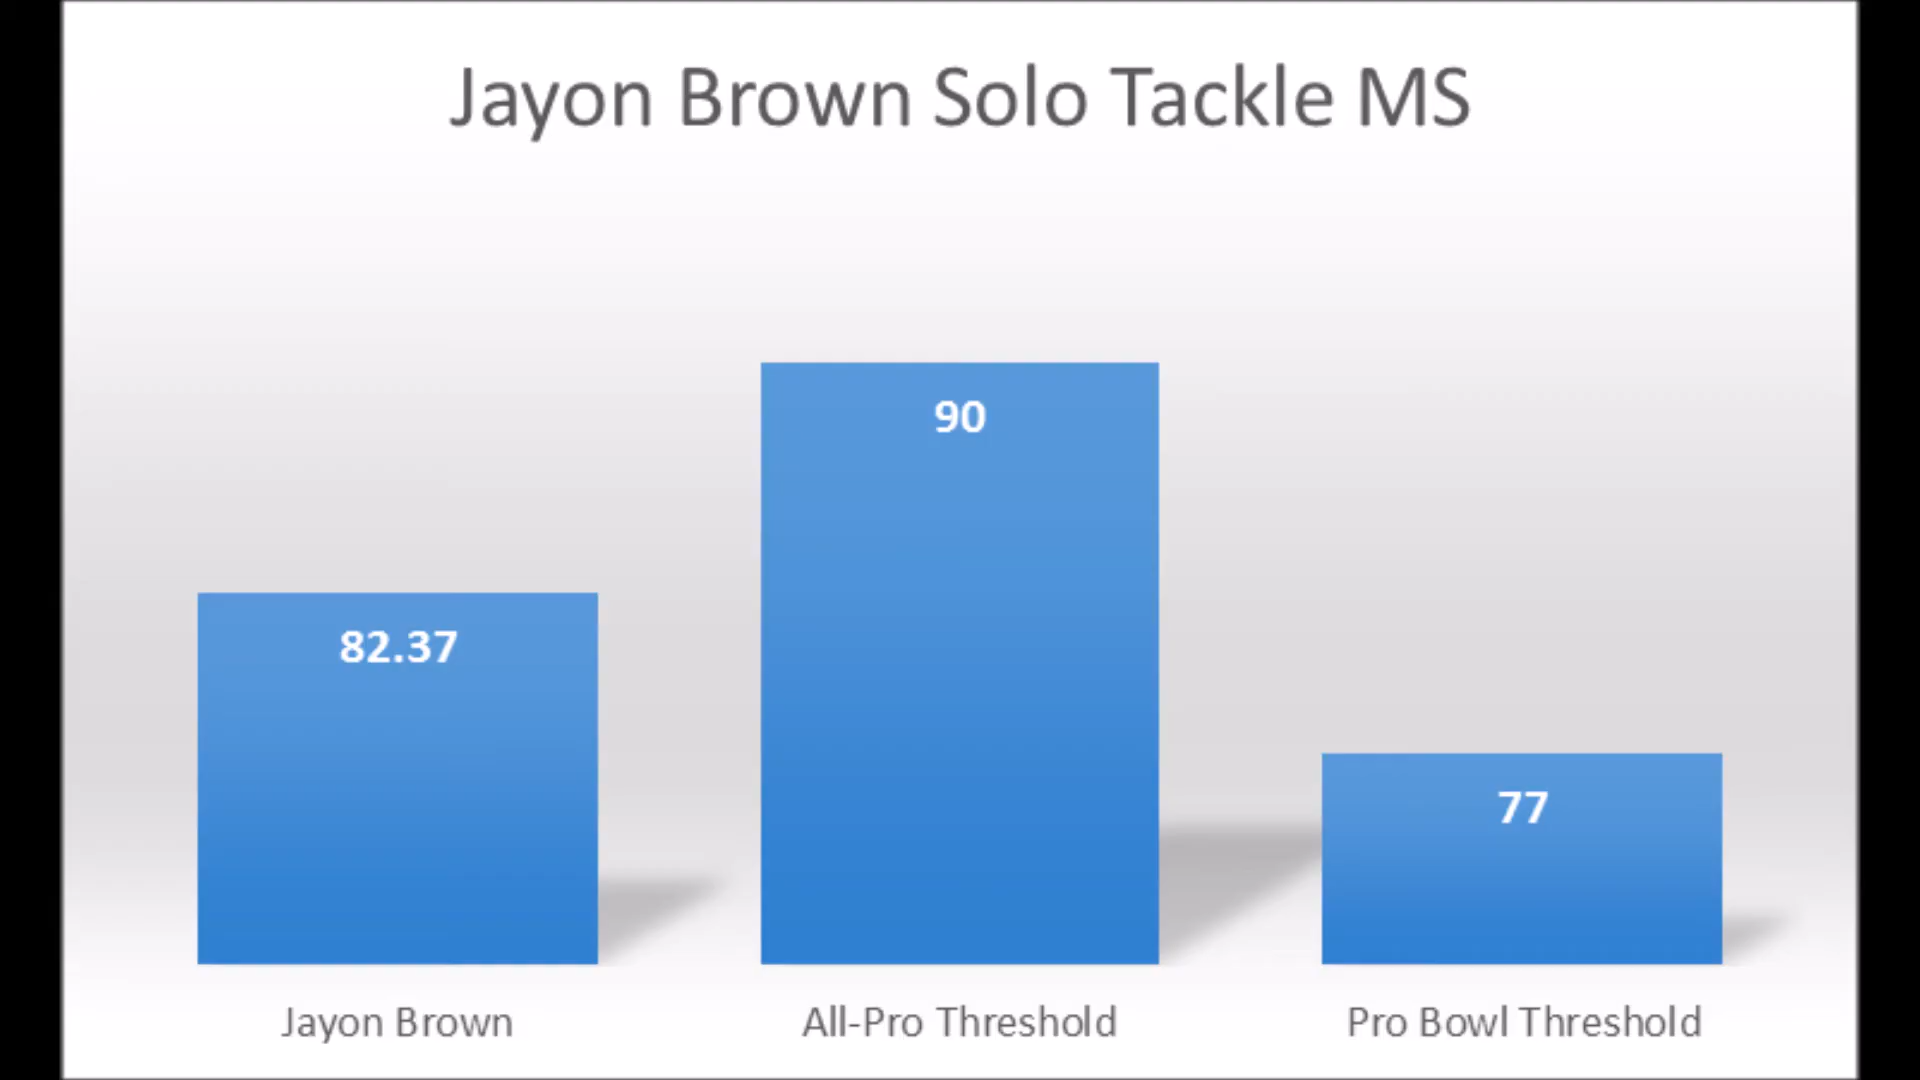 Jayon Brown Solo Tackle MS
90
82.37
77
Jayon Brown
All-Pro Threshold
Pro Bowl Threshold